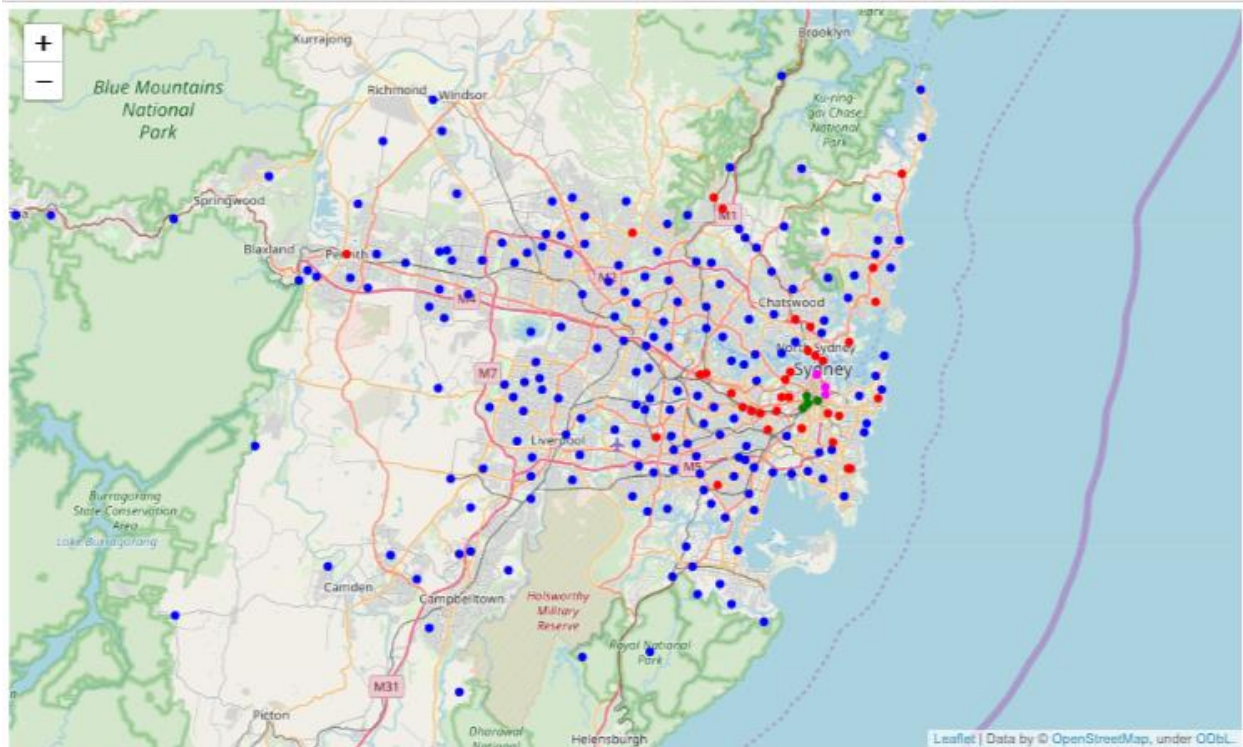 +
−
Brooklyn
Kurrajong
Blue Mountains
National
Park
Richmond
Windsor
Ku-ring-
gai Chase
National
Park
Springwood
M1
Blaxland
Penrith
M2
M4
Chatswood
North Sydney
Sydney
M7
Liverpool
M5
Burragorang
State Conservation
Area
Lake Burragorang
Camden
Campbelltown
Holsworthy
Military
Reserve
Royal National
Park
M31
Picton
Dharawal
National
Helensburgh
Leaflet | Data by © OpenStreetMap, under ODbL.